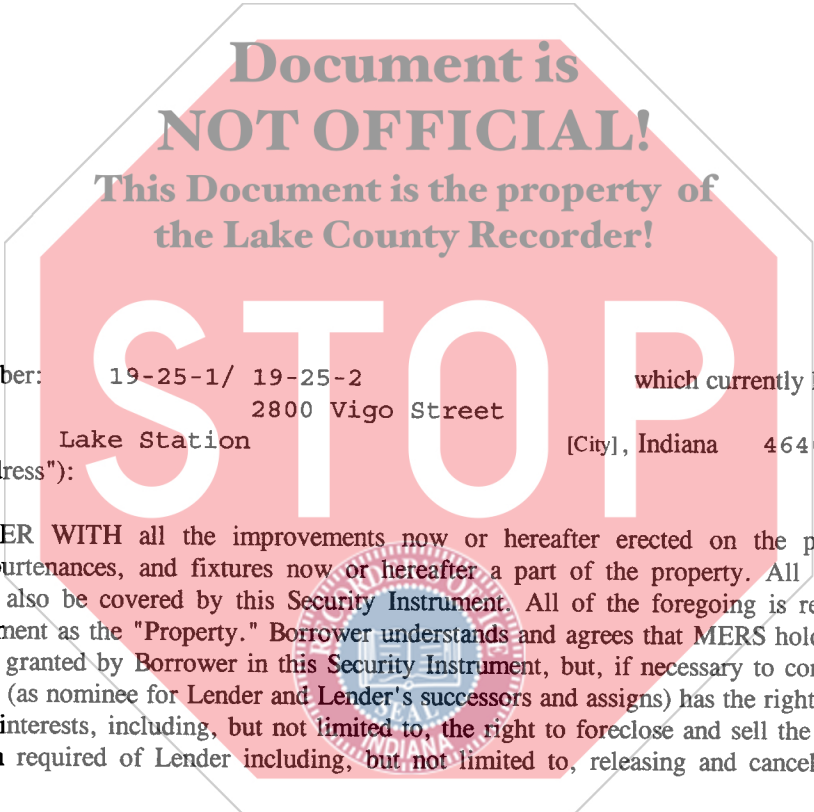 Document is
NOT OFFICIAL!
This Document is the property of
the Lake County Recorder!
STOP
ber: 19-25-1/ 19-25-2 which currently
2800 Vigo Street
Lake Station [City], Indiana 464
dress"):
ER WITH all the improvements now or hereafter erected on the p
urtenances, and fixtures now or hereafter a part of the property. All
also be covered by this Security Instrument. All of the foregoing is re
ment as the "Property." Borrower understands and agrees that MERS hol
granted by Borrower in this Security Instrument, but, if necessary to co
(as nominee for Lender and Lender's successors and assigns) has the right
interests, including, but not limited to, the right to foreclose and sell the
required of Lender including, but not limited to, releasing and cancel
SEAL
INDIANA